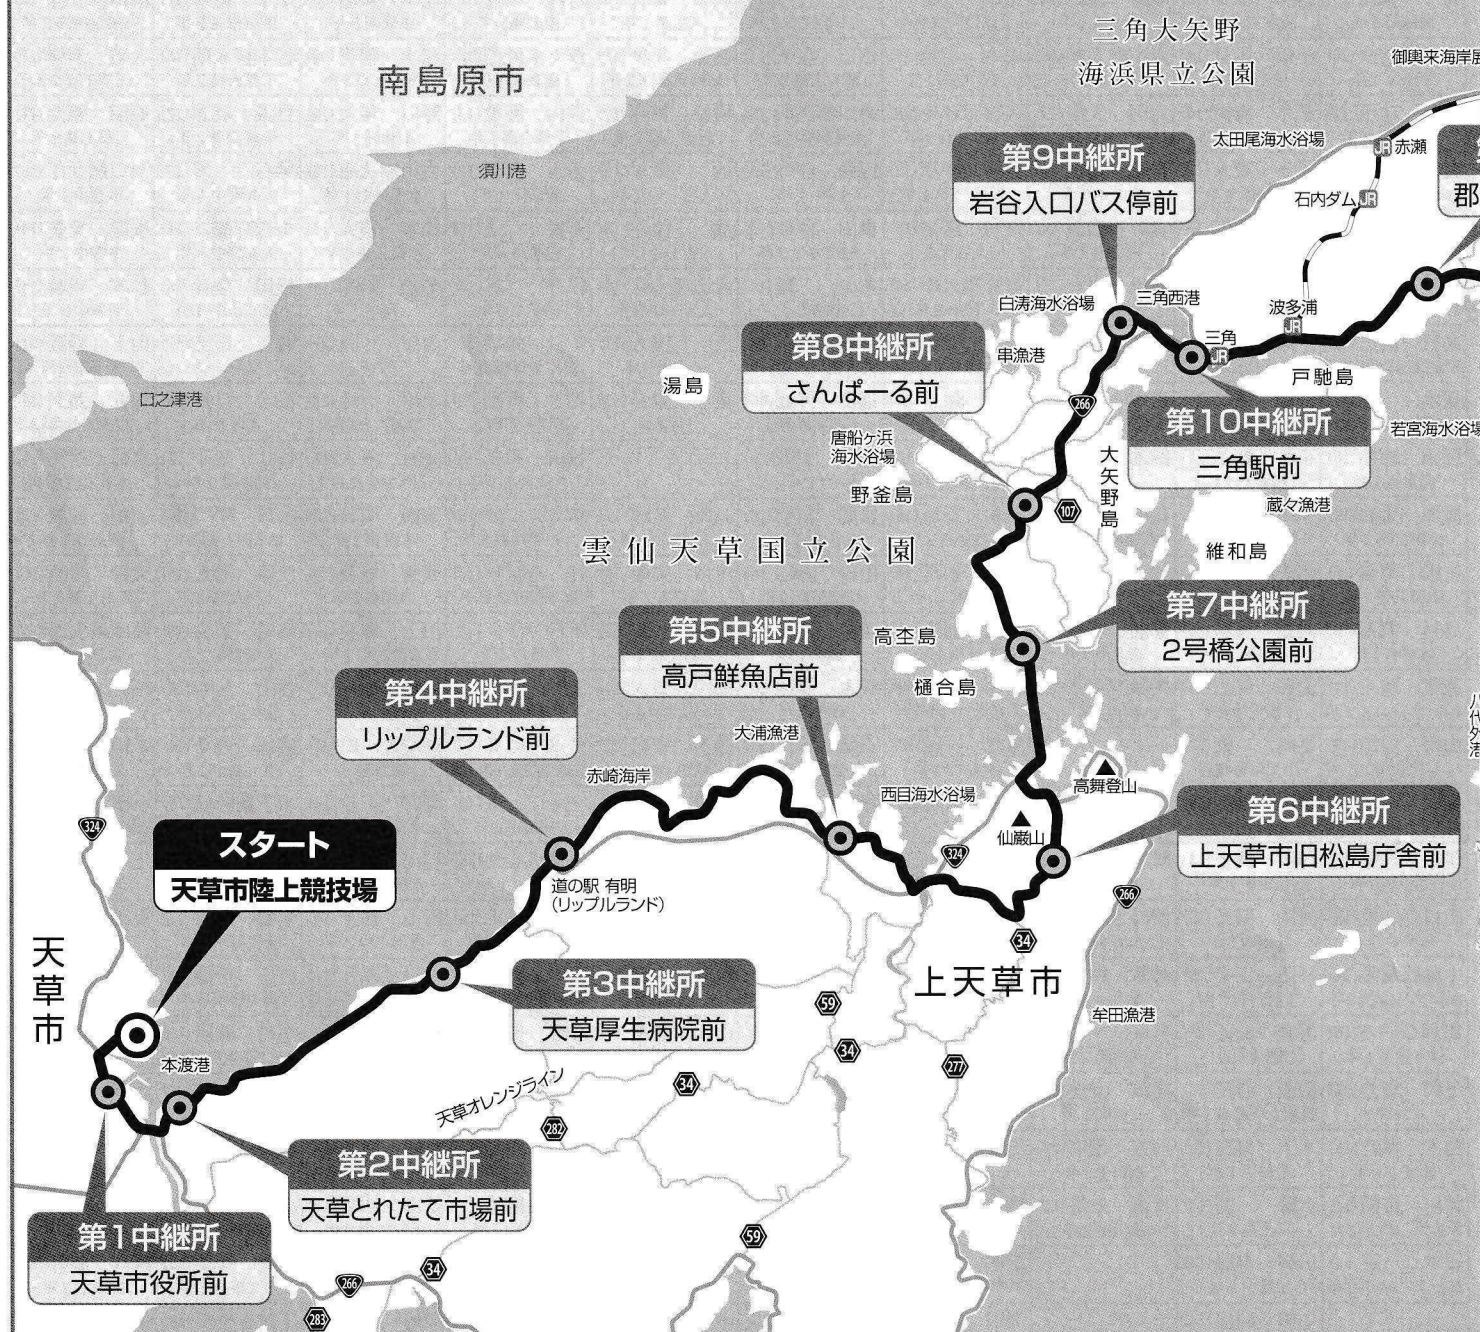 三角大矢野
海浜県立公園
南島原市
御輿来海岸
太田尾海水浴場
赤瀬
JR
須川港
第9中継所
岩谷入口バス停前
石内ダム
JR
郡
白涛海水浴場
三角西港
波多浦
JR
三角
JR
第8中継所
さんぱーる前
串漁港
湯島
戸馳島
口之津港
266
第10中継所
三角駅前
若宮海水浴場
唐船ヶ浜
海水浴場
大矢野島
野釜島
107
蔵々漁港
維和島
雲仙天草国立公園
第7中継所
2号橋公園前
第5中継所
高戸鮮魚店前
高杢島
樋合島
第4中継所
リップルランド前
八代外港
大浦漁港
赤崎海岸
西目海水浴場
高舞登山
仙巌山
第6中継所
上天草市旧松島庁舎前
324
324
スタート
天草市陸上競技場
道の駅 有明
(リップルランド)
266
天草市
34
上天草市
第3中継所
天草厚生病院前
59
牟田漁港
34
277
本渡港
天草オレンジライン
34
282
第2中継所
天草とれたて市場前
第1中継所
天草市役所前
59
34
266
283